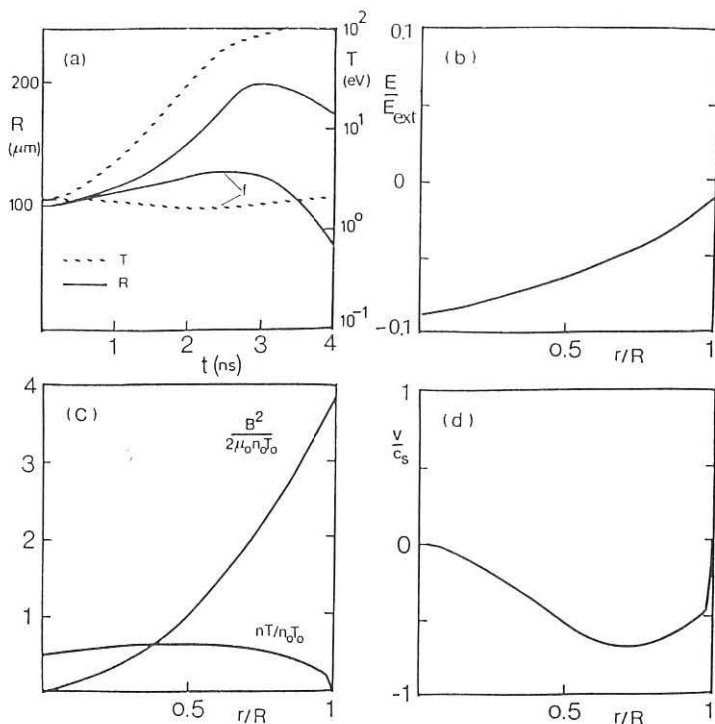 (a)
200
R
(μm)
100
f
T
R
10²
T
(eV)
10¹
10⁰
10⁻¹
1 2 3 4
t (ns)
(b)
0.1
E
E_ext
0
-0.1
0.5 1
r/R
(c)
4
3
2
1
B²
2μ₀n₀T₀
nT/n₀T₀
0.5 1
r/R
(d)
1
v
c_s
0
-1
0.5 1
r/R